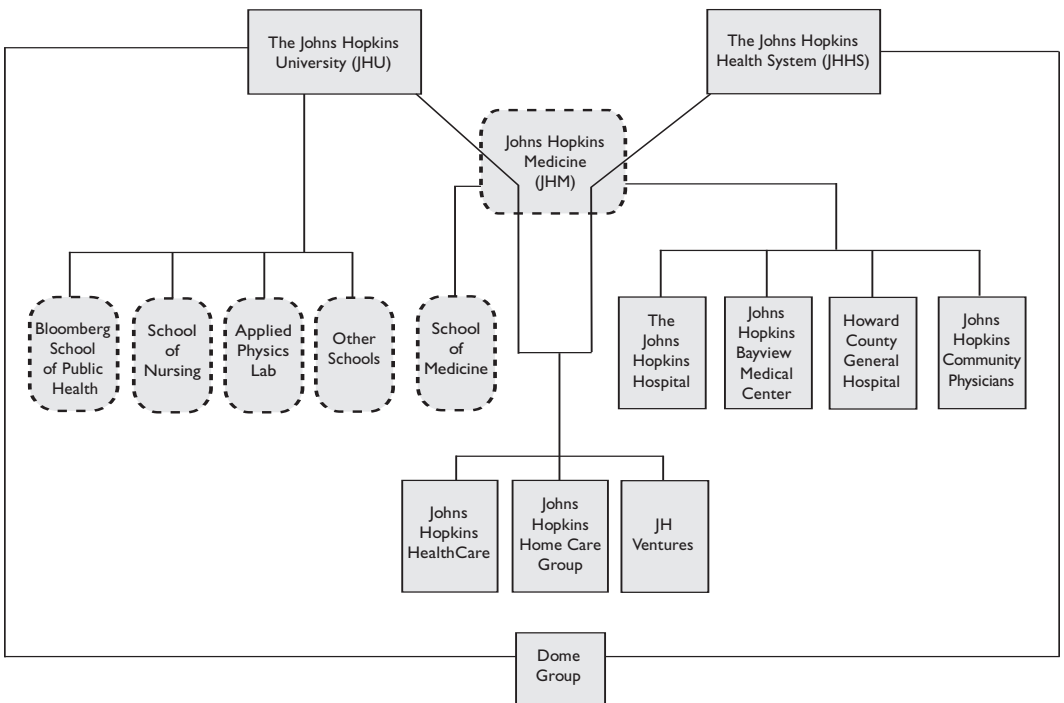 The Johns Hopkins
University (JHU)
The Johns Hopkins
Health System (JHHS)
Johns Hopkins
Medicine
(JHM)
Bloomberg
School
of Public
Health
School
of
Nursing
Applied
Physics
Lab
Other
Schools
School
of
Medicine
The
Johns
Hopkins
Hospital
Johns
Hopkins
Bayview
Medical
Center
Howard
County
General
Hospital
Johns
Hopkins
Community
Physicians
Johns
Hopkins
HealthCare
Johns
Hopkins
Home Care
Group
JH
Ventures
Dome
Group